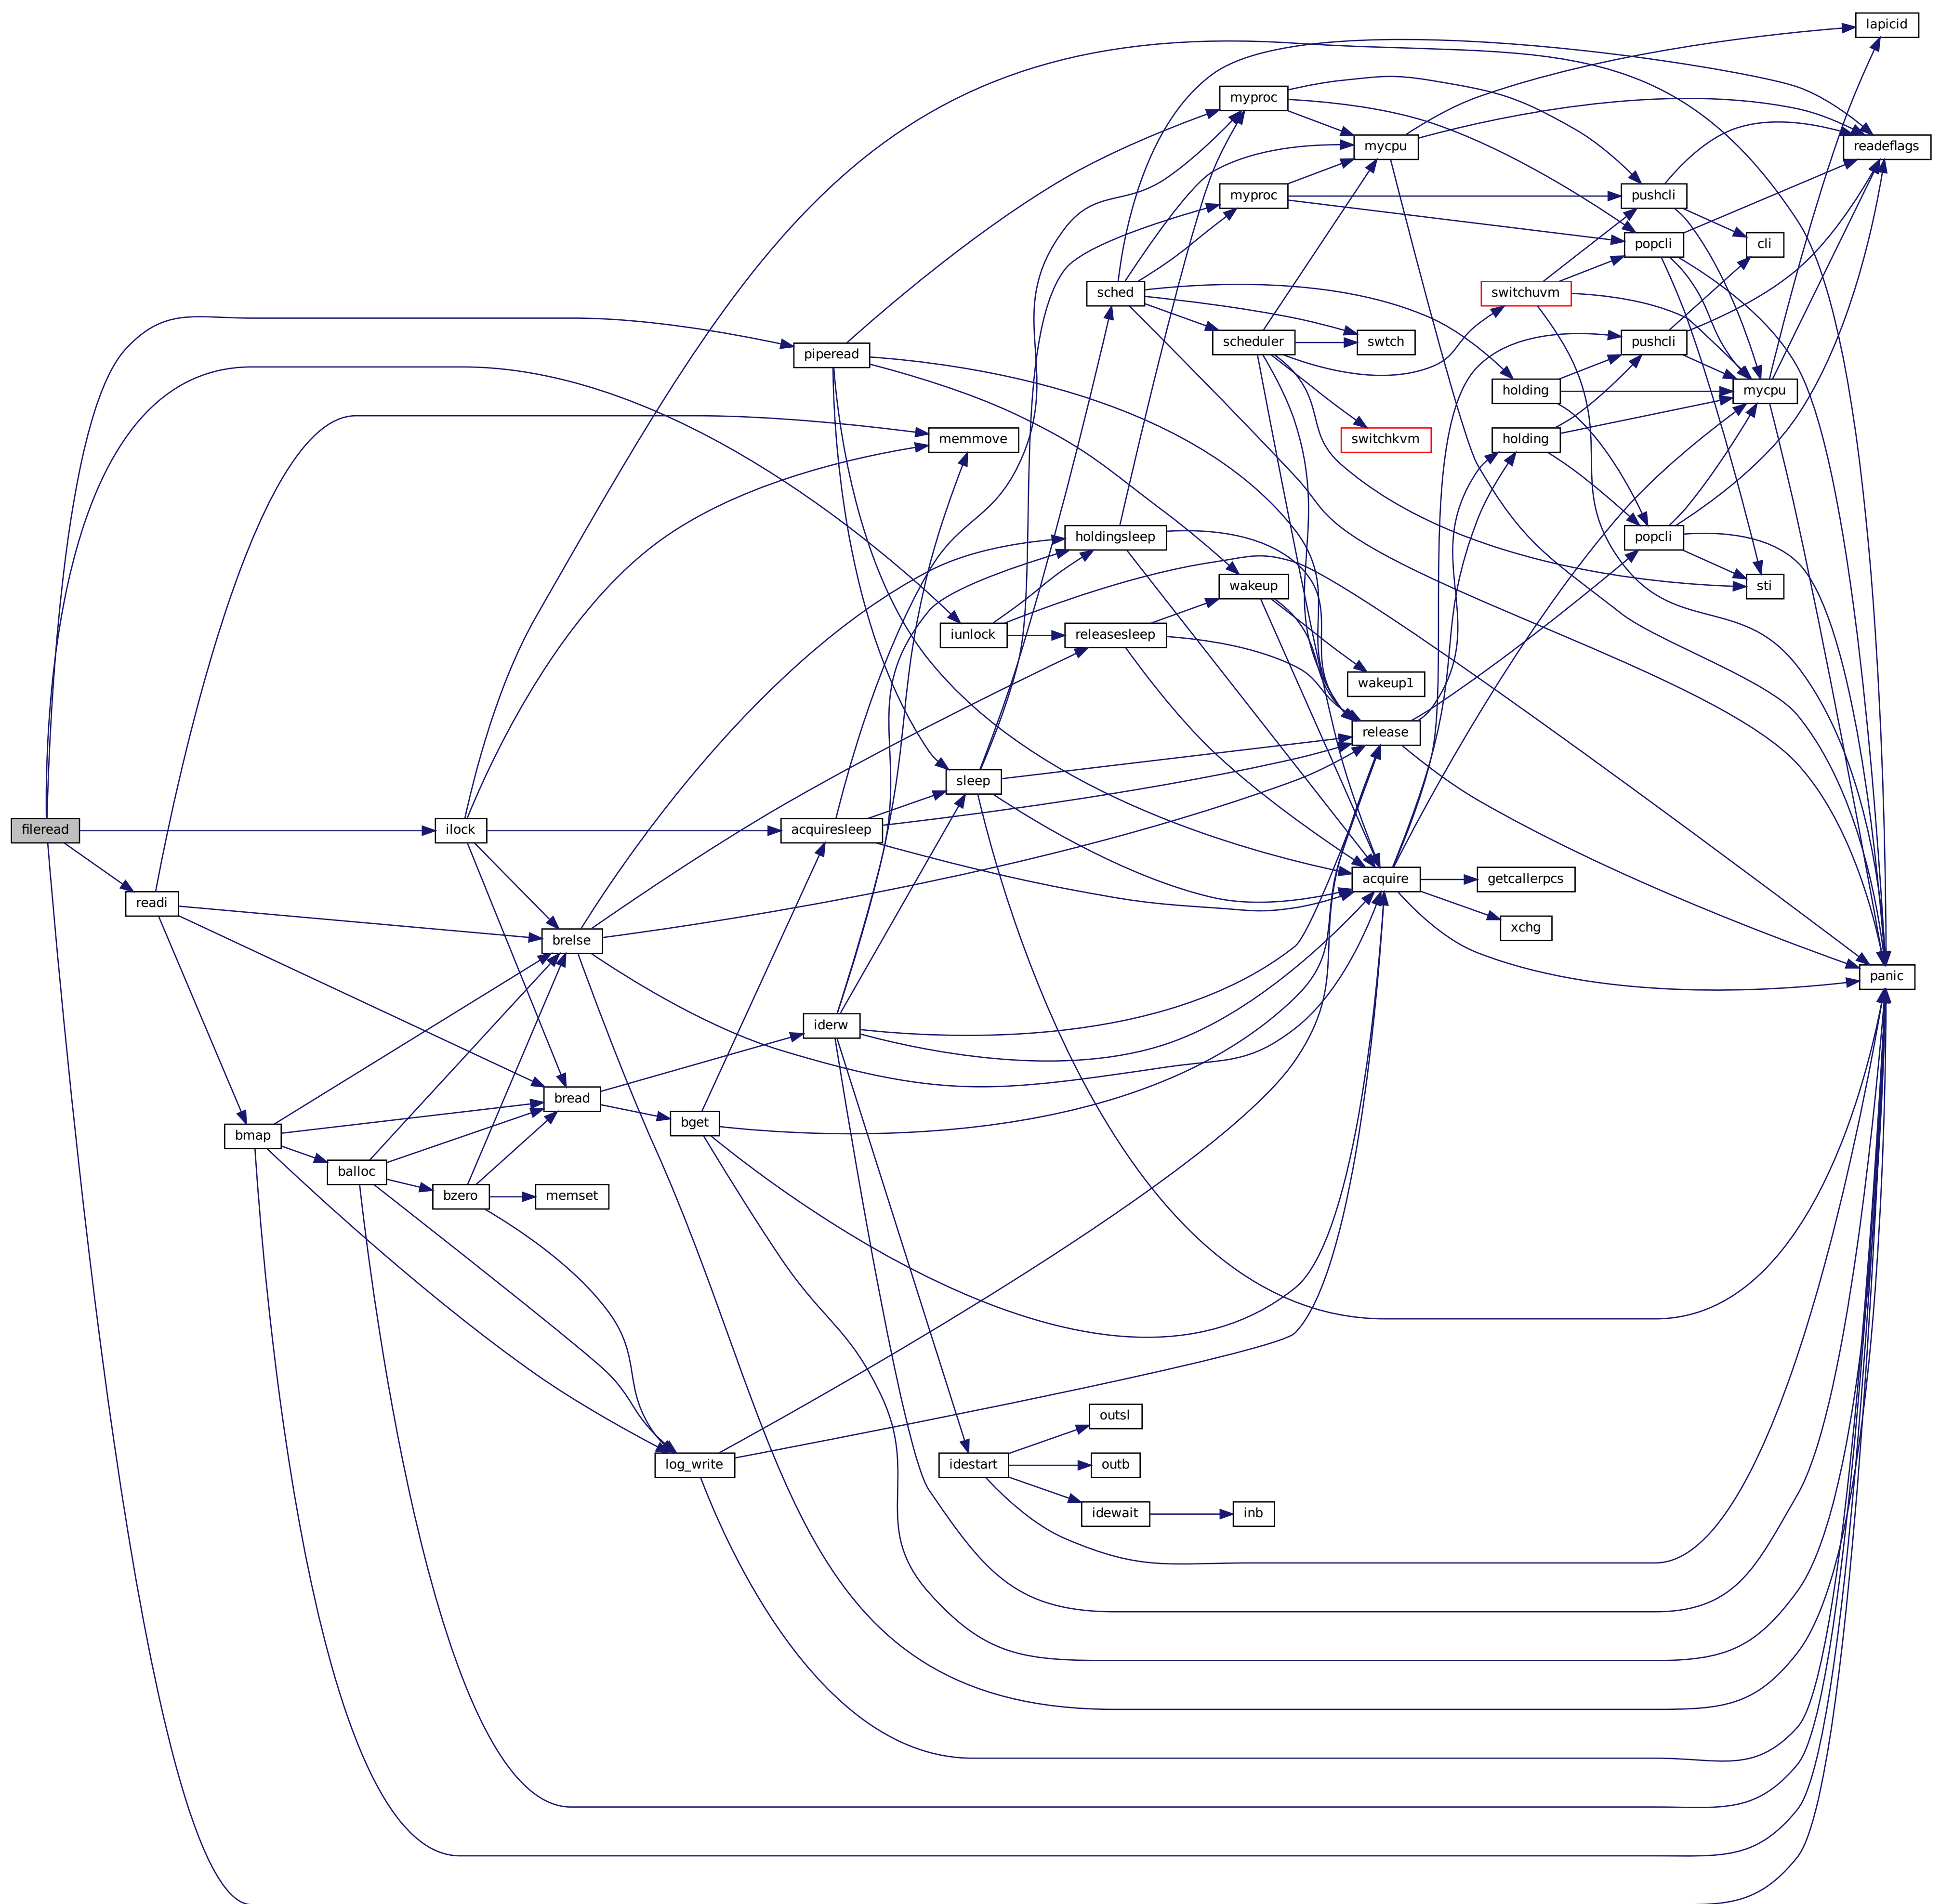 lapicid
myproc
mycpu
readeflags
myproc
pushcli
popcli
cli
sched
switchuvm
scheduler
swtch
pushcli
piperead
holding
mycpu
memmove
switchkvm
holding
holdingsleep
popcli
wakeup
sti
iunlock
releasesleep
wakeup1
release
sleep
fileread
ilock
acquiresleep
acquire
getcallerpcs
readi
xchg
brelse
panic
iderw
bread
bget
bmap
balloc
bzero
memset
outsl
log_write
idestart
outb
idewait
inb